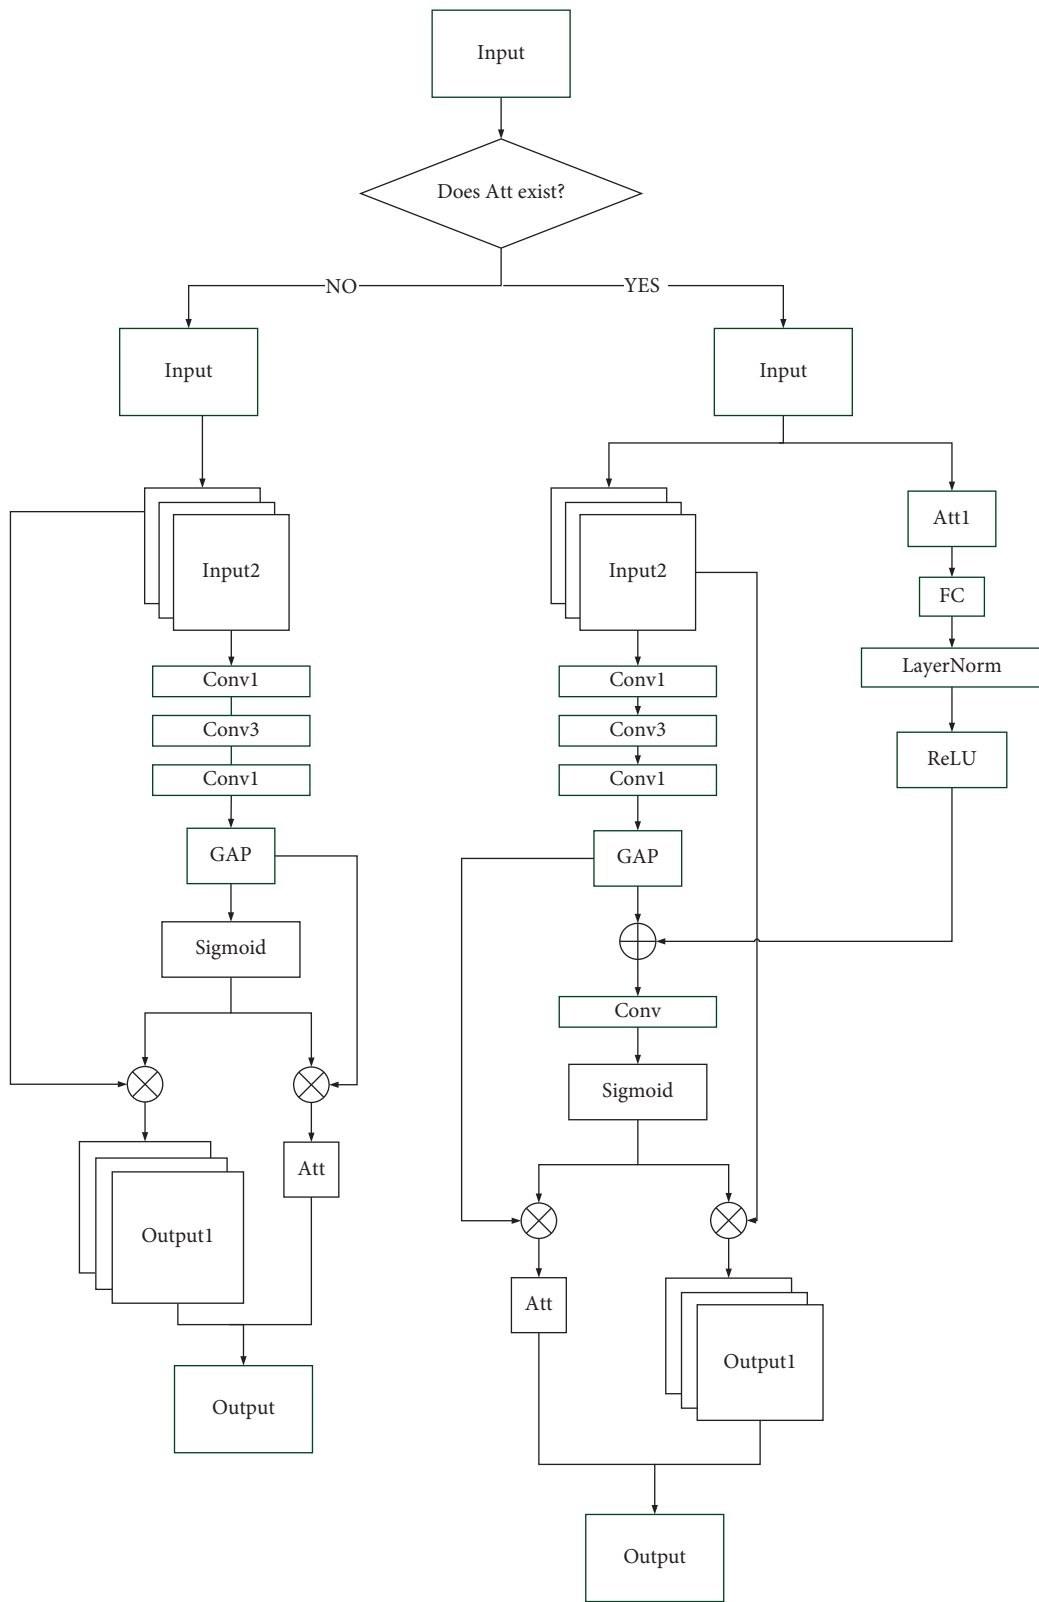 Input
Does Att exist?
NO
YES
Input
Input
Input2
Input2
Att1
FC
LayerNorm
ReLU
Conv1
Conv3
Conv1
GAP
Sigmoid
Conv1
Conv3
Conv1
GAP
Conv
Sigmoid
Att
Output1
Output
Att
Output1
Output